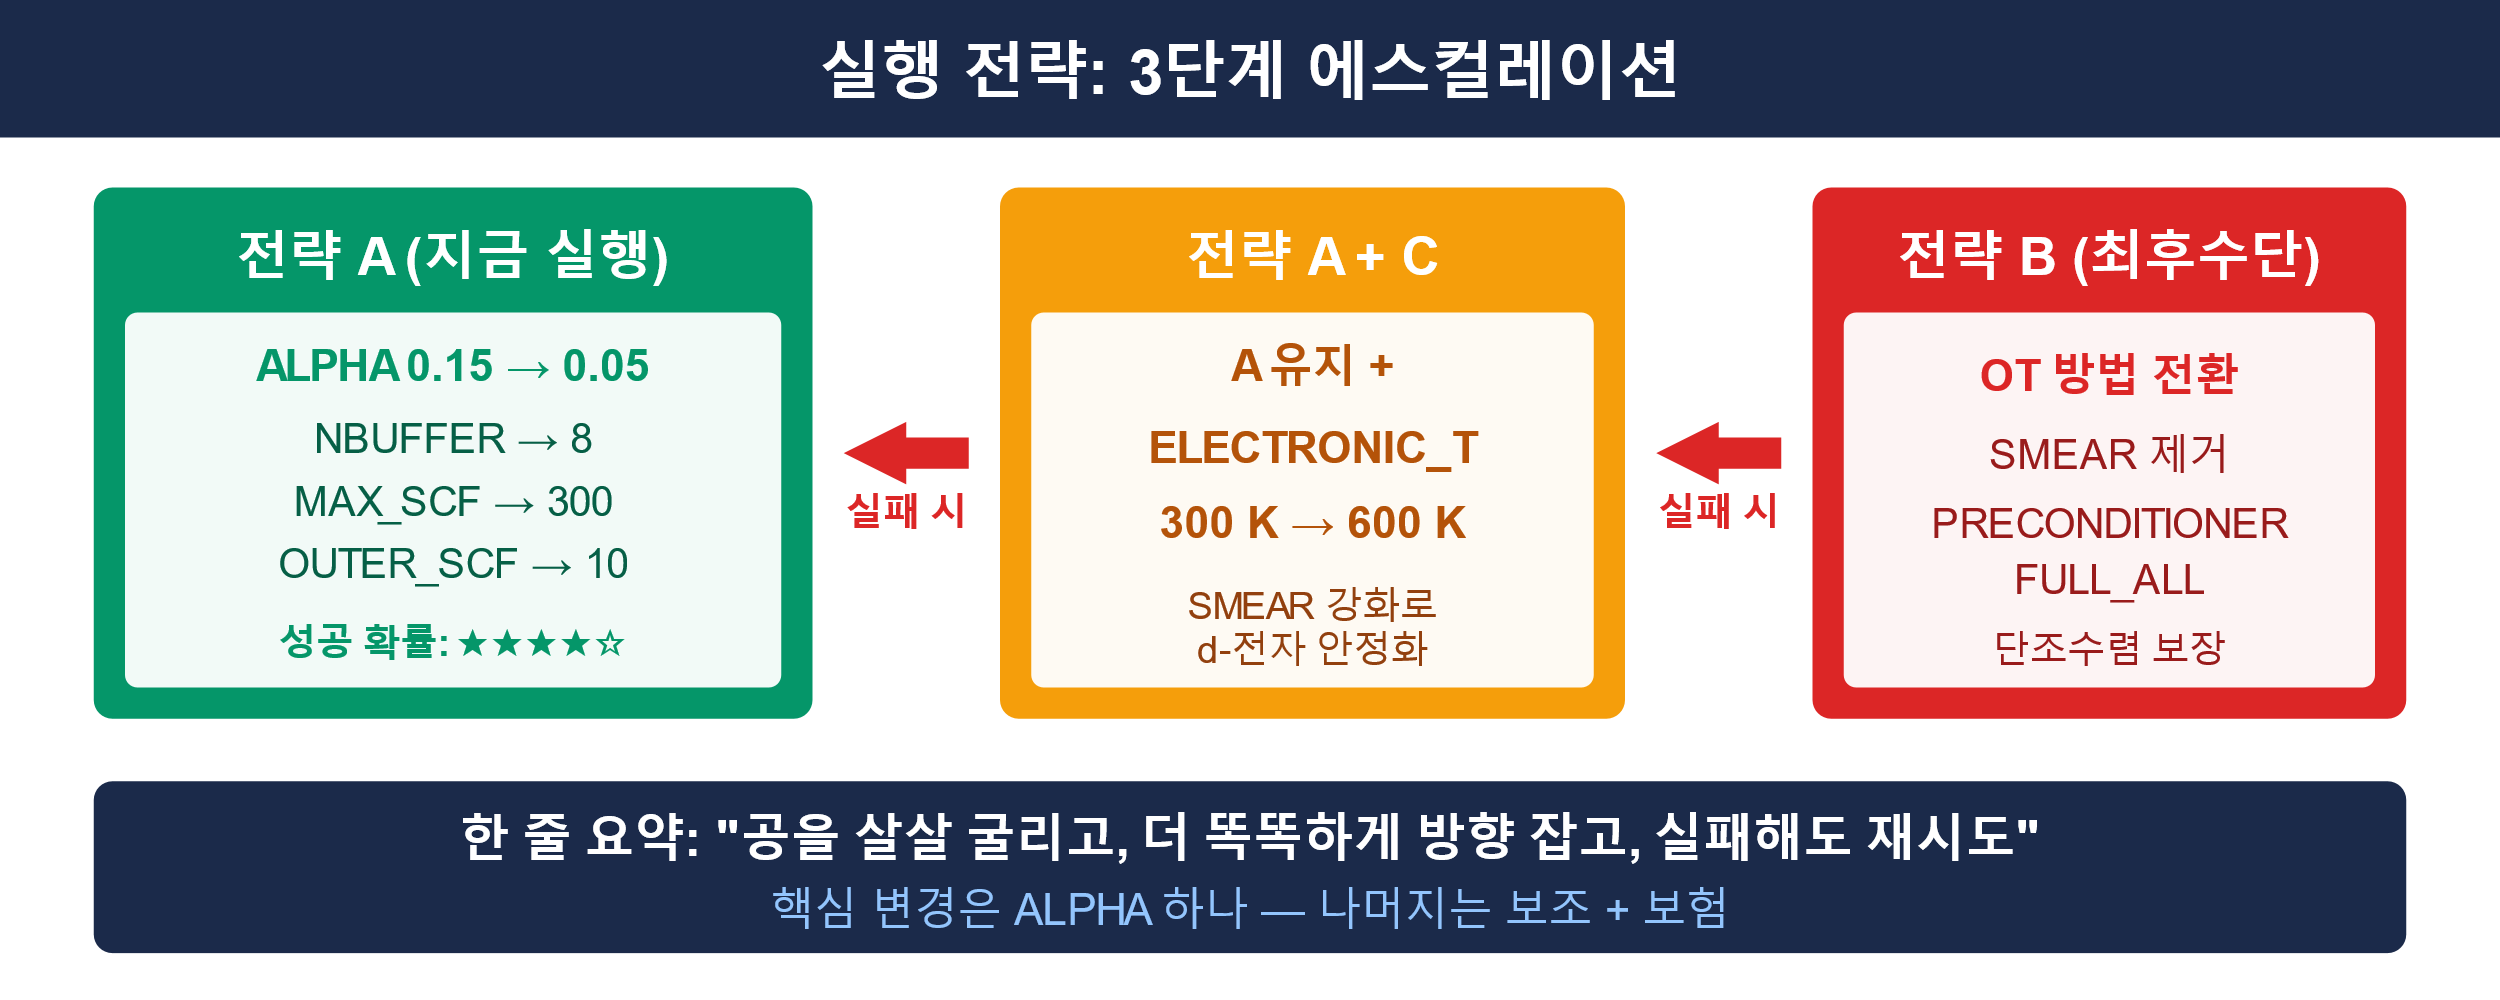 실행 전략: 3단계 에스컬레이션
전략 A (지금 실행)
ALPHA 0.15 → 0.05
NBUFFER → 8
MAX_SCF → 300
OUTER_SCF → 10
성공 확률: ★★★★☆
실패 시
전략 A + C
A 유지 +
ELECTRONIC_T
300 K → 600 K
SMEAR 강화로
d-전자 안정화
실패 시
전략 B (최후수단)
OT 방법 전환
SMEAR 제거
PRECONDITIONER
FULL_ALL
단조수렴 보장
한 줄 요약: "공을 살살 굴리고, 더 똑똑하게 방향 잡고, 실패해도 재시도"
핵심 변경은 ALPHA 하나 — 나머지는 보조 + 보험